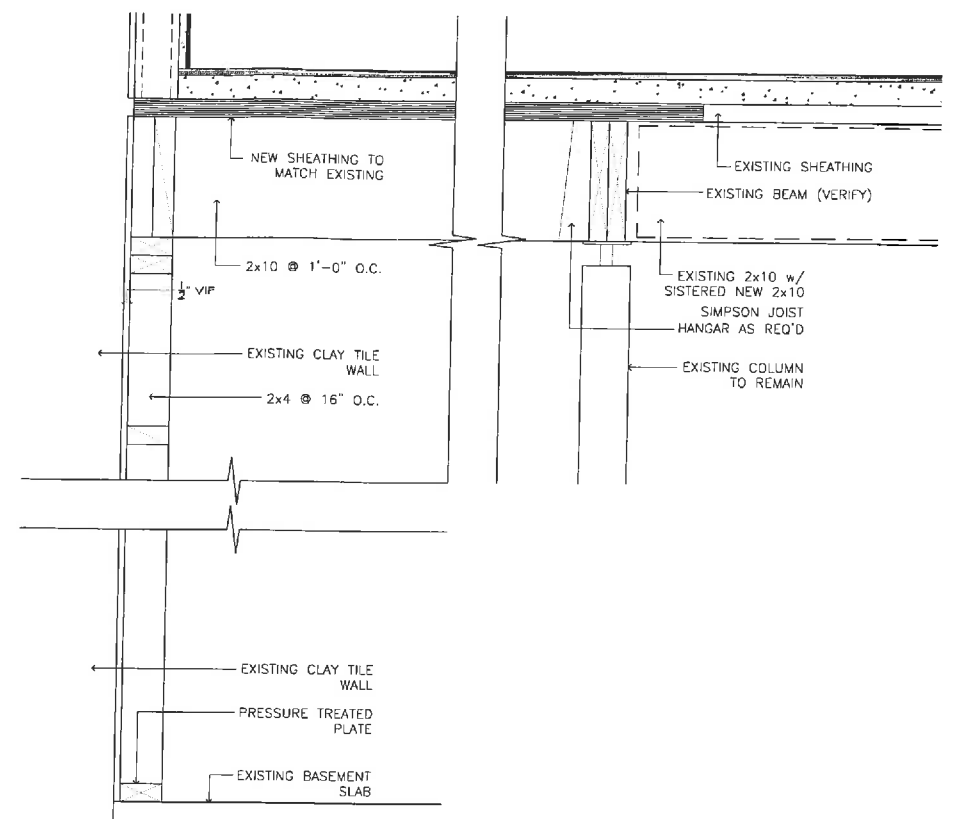 NEW SHEATHING TO
MATCH EXISTING
2x10 @ 1'-0" O.C.
½" VIF
EXISTING CLAY TILE
WALL
2x4 @ 16" O.C.
EXISTING SHEATHING
EXISTING BEAM (VERIFY)
EXISTING 2x10 w/
SISTERED NEW 2x10
SIMPSON JOIST
HANGAR AS REQ'D
EXISTING COLUMN
TO REMAIN
EXISTING CLAY TILE
WALL
PRESSURE TREATED
PLATE
EXISTING BASEMENT
SLAB